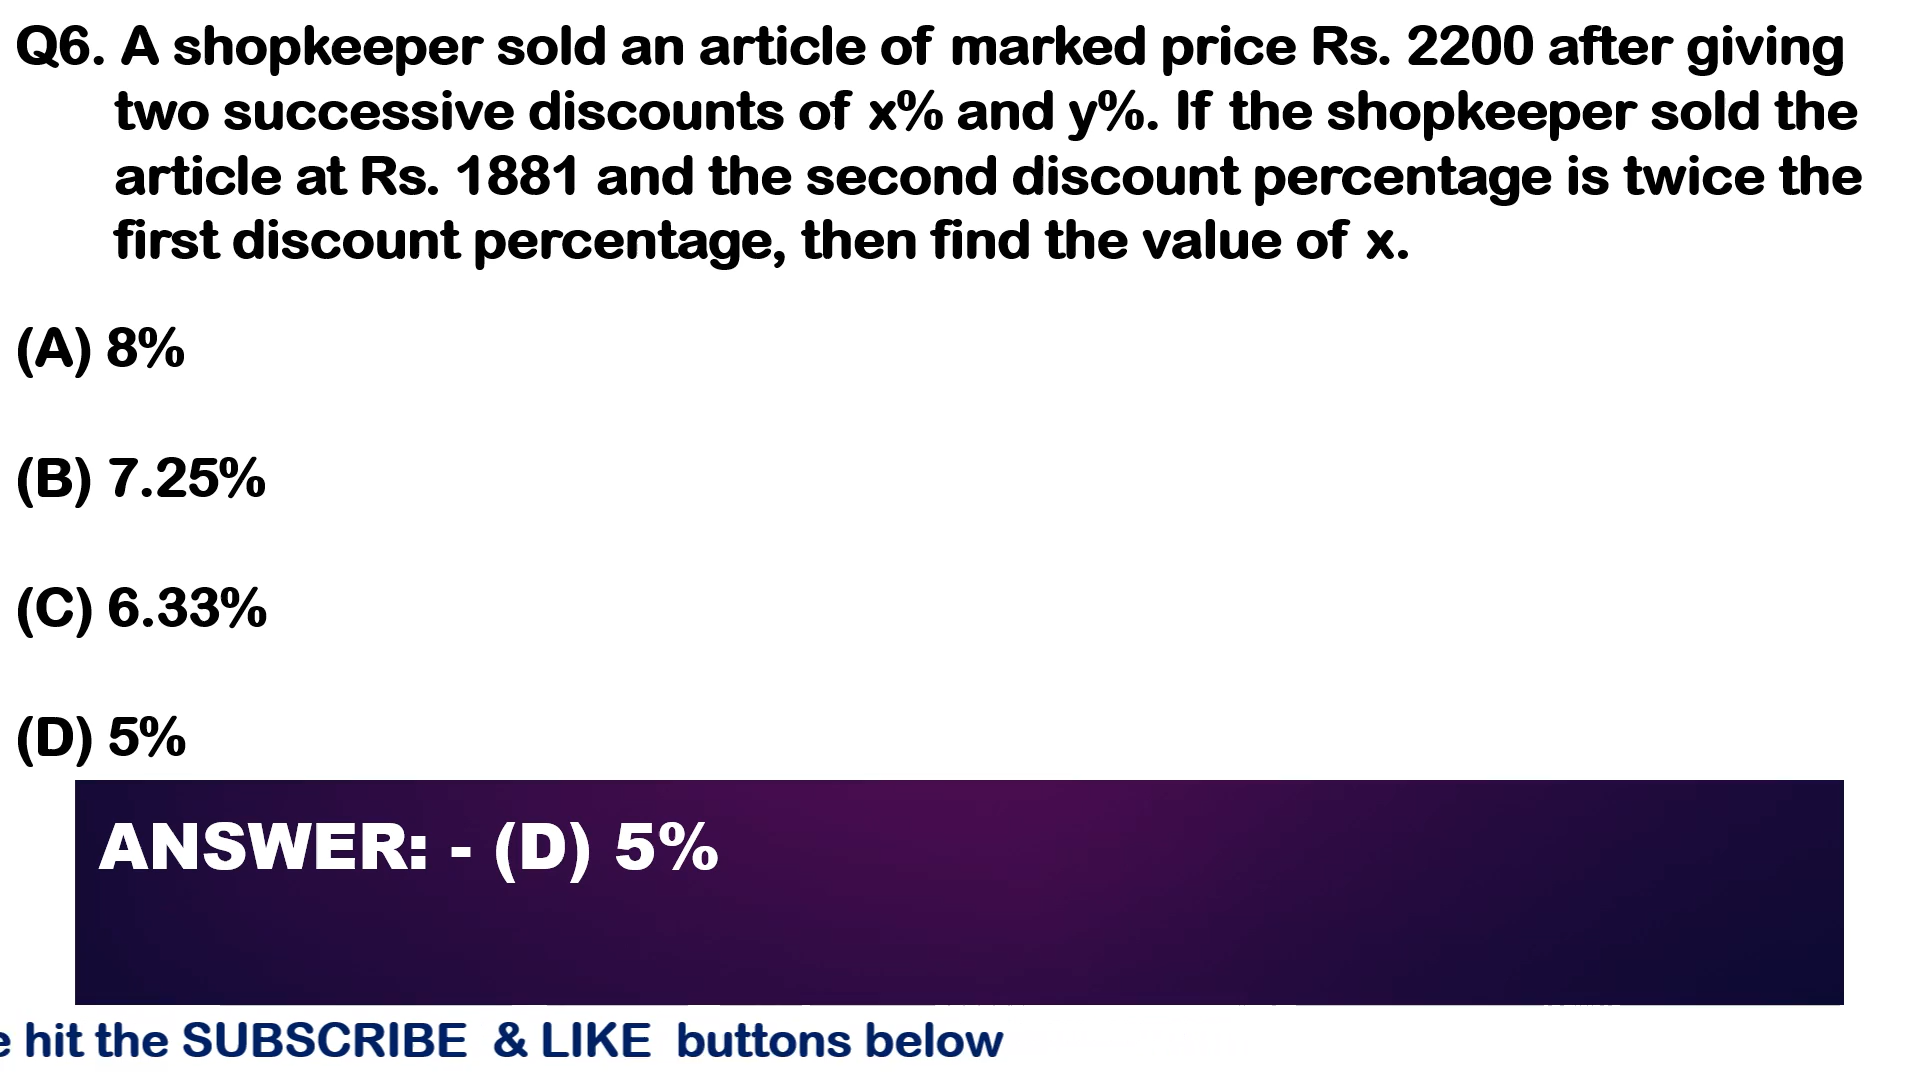 Q6. A shopkeeper sold an article of marked price Rs. 2200 after giving
two successive discounts of x% and y%. If the shopkeeper sold the
article at Rs. 1881 and the second discount percentage is twice the
first discount percentage, then find the value of x.
(A) 8%
(B) 7.25%
(C) 6.33%
(D) 5%
ANSWER: - (D) 5%
e hit the SUBSCRIBE & LIKE buttons below